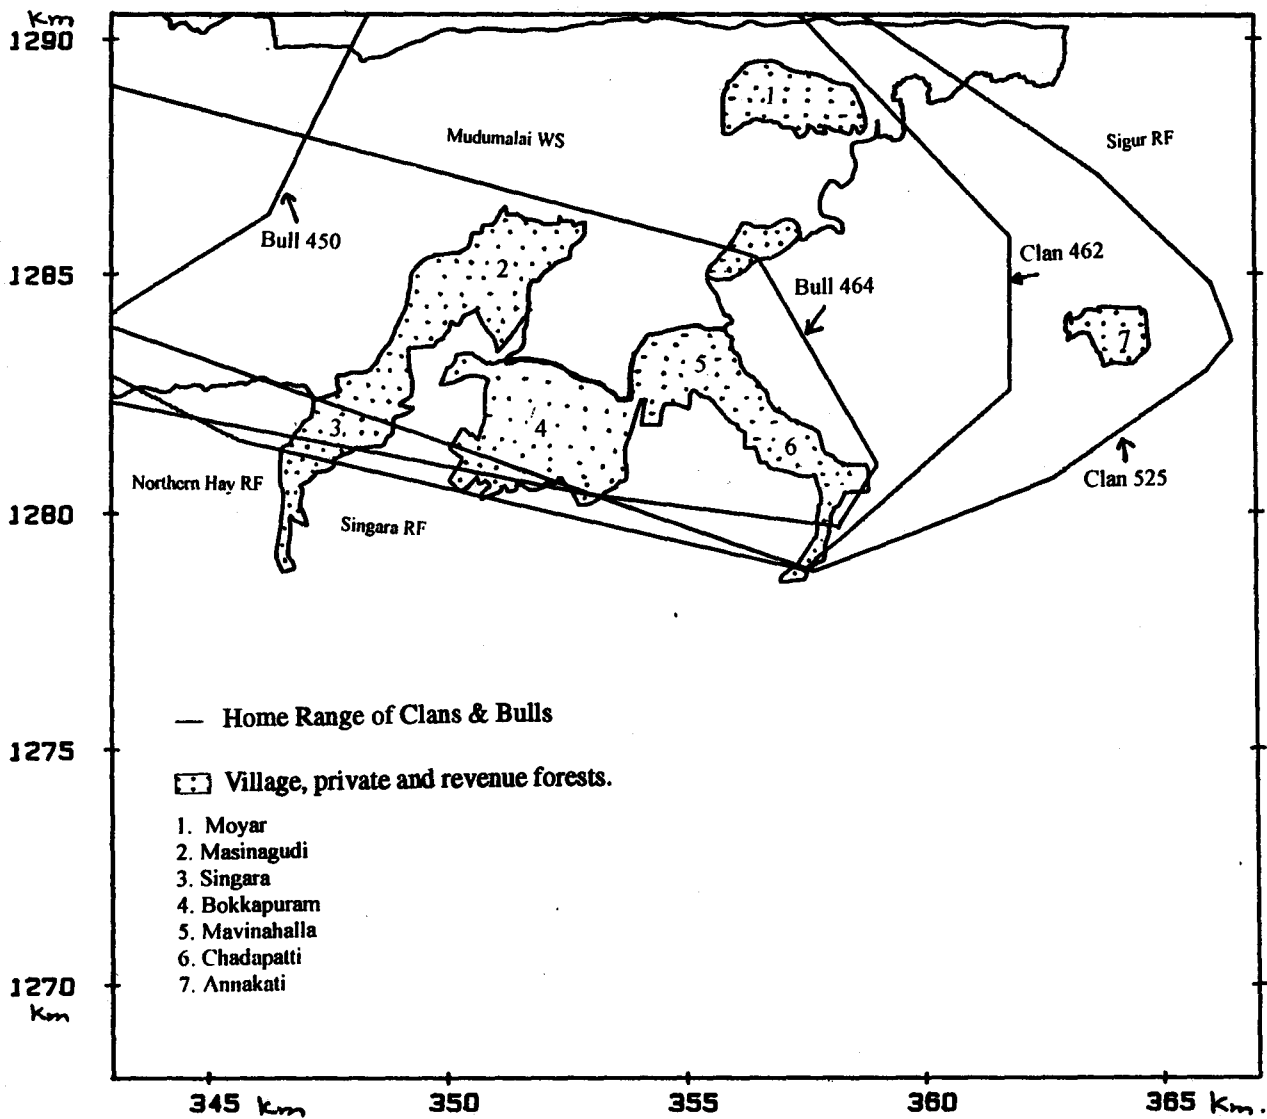 Km
1290
1
Mudumalai WS
Sigur RF
Bull 450
2
Clan 462
1285
Bull 464
7
5
3
4
6
Northern Hay RF
Clan 525
1280
Singara RF
— Home Range of Clans & Bulls
1275
Village, private and revenue forests.
1. Moyar
2. Masinagudi
3. Singara
4. Bokkapuram
5. Mavinahalla
6. Chadapatti
7. Annakati
1270
Km
345 Km 350 355 360 365 Km.